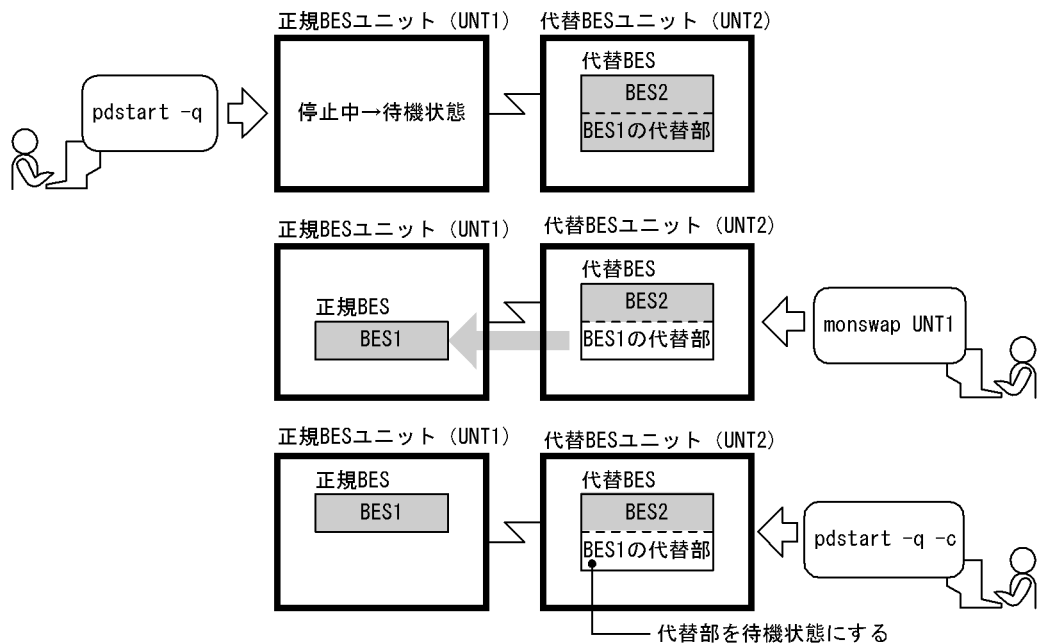 正規BESユニット (UNT1)
代替BESユニット (UNT2)
pdstart -q
停止中→待機状態
代替BES
BES2
BES1の代替部
正規BESユニット (UNT1)
代替BESユニット (UNT2)
正規BES
BES1
代替BES
BES2
BES1の代替部
monswap UNT1
正規BESユニット (UNT1)
代替BESユニット (UNT2)
正規BES
BES1
代替BES
BES2
BES1の代替部
pdstart -q -c
代替部を待機状態にする